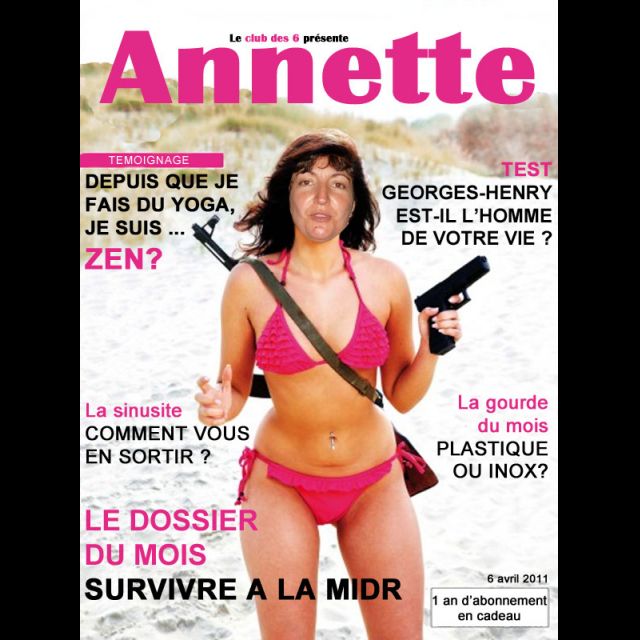 Le club des 6 présente
Annette
TEMOIGNAGE
DEPUIS QUE JE
FAIS DU YOGA,
JE SUIS ...
ZEN?
TEST
GEORGES-HENRY
EST-IL L'HOMME
DE VOTRE VIE ?
La sinusite
COMMENT VOUS
EN SORTIR ?
La gourde
du mois
PLASTIQUE
OU INOX?
LE DOSSIER
DU MOIS
SURVIVRE A LA MIDR
6 avril 2011
1 an d'abonnement
en cadeau